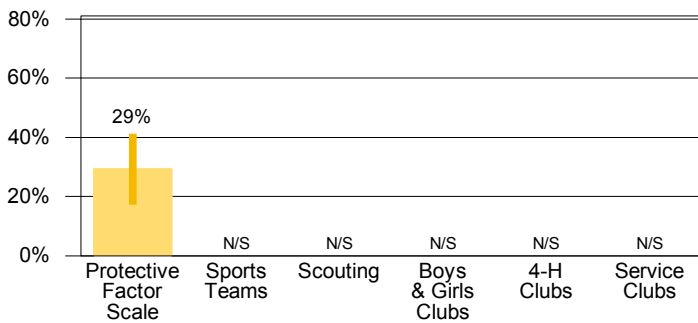 80%
60%
40%
20%
0%
29%
N/S
N/S
N/S
N/S
N/S
Protective
Factor
Scale
Sports
Teams
Scouting
Boys
& Girls
Clubs
4-H
Clubs
Service
Clubs